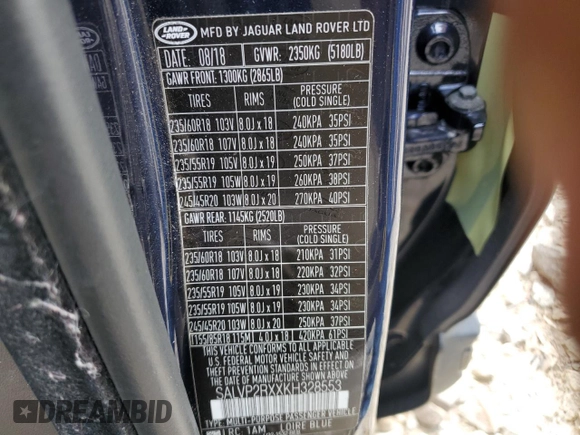 LAND ROVER MFD BY JAGUAR LAND ROVER LTD
DATE: 08/18 GVWR: 2350KG (5180LB)
GAWR FRONT: 1300KG (2865LB)
TIRES RIMS PRESSURE (COLD SINGLE)
235/60R18 103V 8.0J x 18 240KPA 35PSI
235/60R18 107V 8.0J x 18 240KPA 35PSI
235/55R19 105V 8.0J x 19 250KPA 37PSI
235/55R19 105W 8.0J x 19 260KPA 38PSI
245/45R20 103W 8.0J x 20 270KPA 40PSI
GAWR REAR: 1145KG (2520LB)
TIRES RIMS PRESSURE (COLD SINGLE)
235/60R18 103V 8.0J x 18 210KPA 31PSI
235/60R18 107V 8.0J x 18 220KPA 32PSI
235/55R19 105V 8.0J x 19 230KPA 34PSI
235/55R19 105W 8.0J x 19 230KPA 34PSI
245/45R20 103W 8.0J x 20 250KPA 37PSI
T155/85R18 115M 4.0J x 18 420KPA 61PSI
THIS VEHICLE CONFORMS TO ALL APPLICABLE
U.S. FEDERAL MOTOR VEHICLE SAFETY AND
THEFT PREVENTION STANDARDS IN EFFECT ON
THE DATE OF MANUFACTURE SHOWN ABOVE.
SALVP2RXXKH328553
TYPE: MULTI-PURPOSE PASSENGER VEHICLE
LRC 1AM LOIRE BLUE
AUTOHELPERBOT